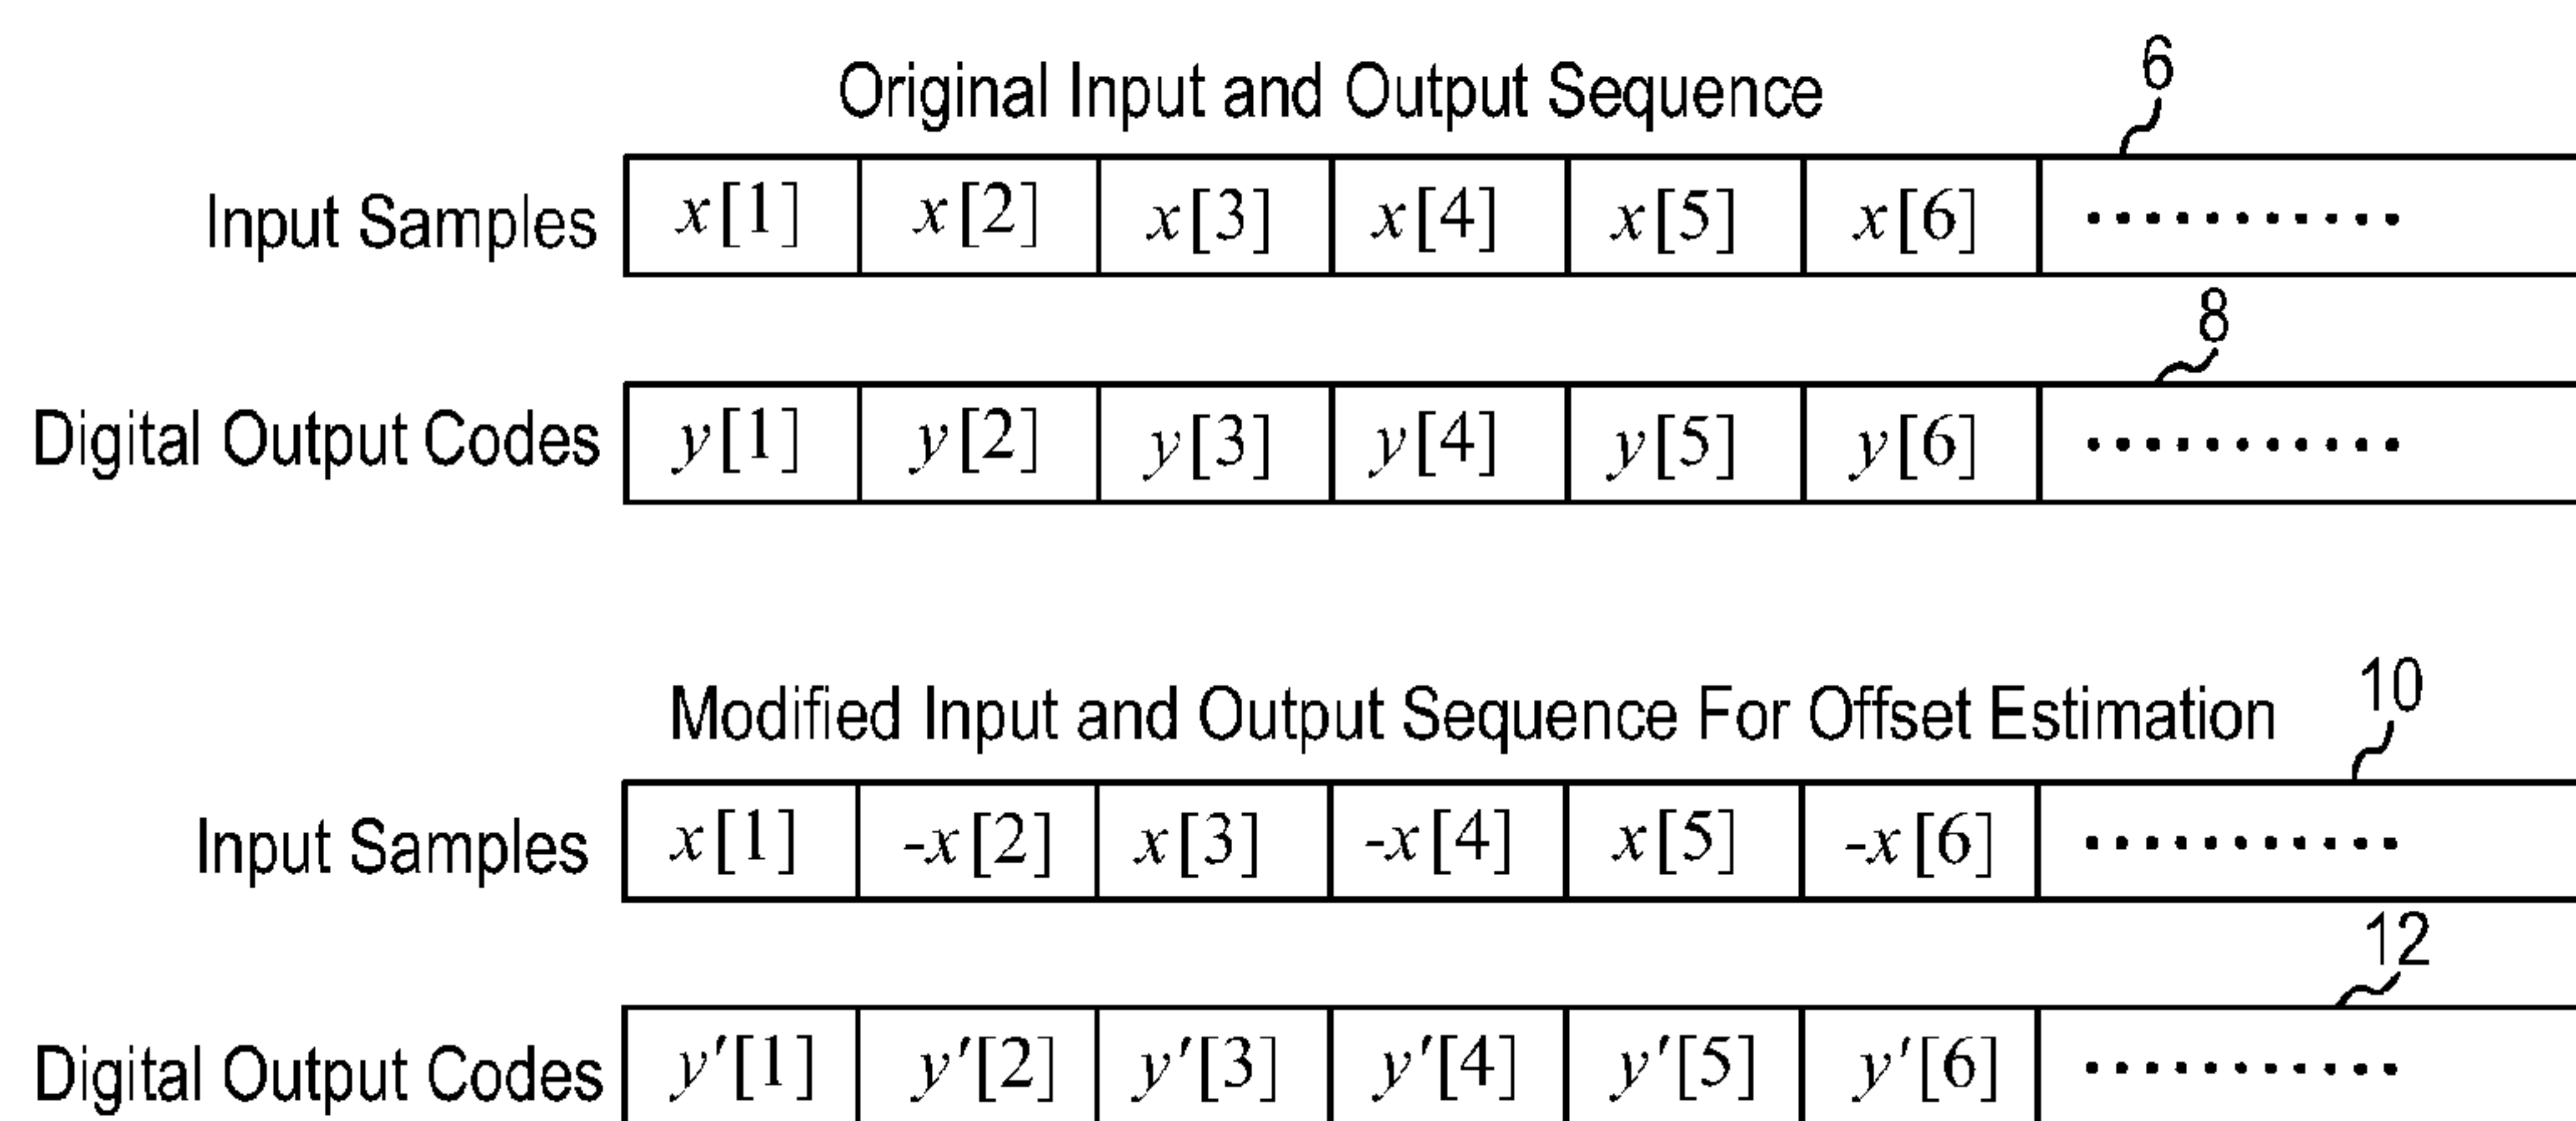 Original Input and Output Sequence 6
Input Samples x[1] x[2] x[3] x[4] x[5] x[6] ...........
8
Digital Output Codes y[1] y[2] y[3] y[4] y[5] y[6] ...........
Modified Input and Output Sequence For Offset Estimation 10
Input Samples x[1] -x[2] x[3] -x[4] x[5] -x[6] ...........
12
Digital Output Codes y'[1] y'[2] y'[3] y'[4] y'[5] y'[6] ...........